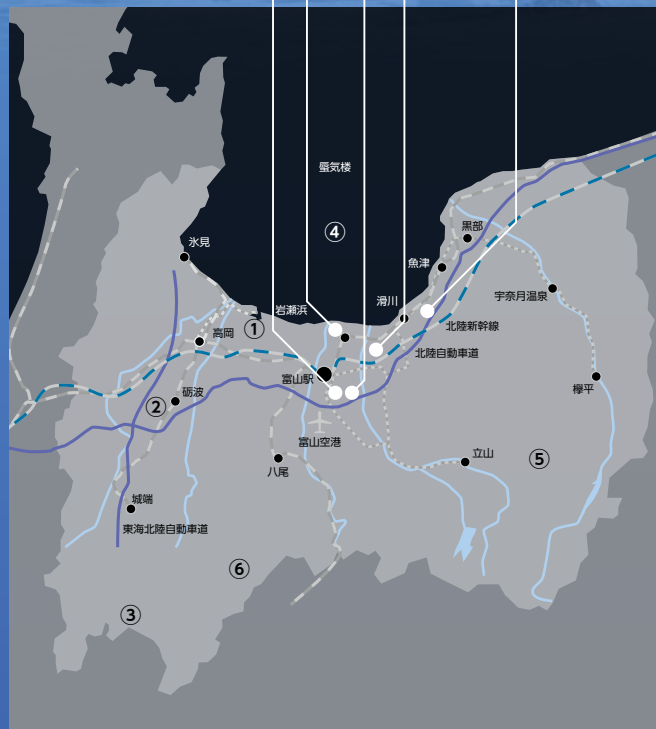 蜃気楼
④
氷見
黒部
魚津
宇奈月温泉
岩瀬浜
滑川
①
高岡
北陸新幹線
北陸自動車道
富山駅
欅平
砺波
②
富山空港
立山
⑤
八尾
城端
東海北陸自動車道
⑥
③